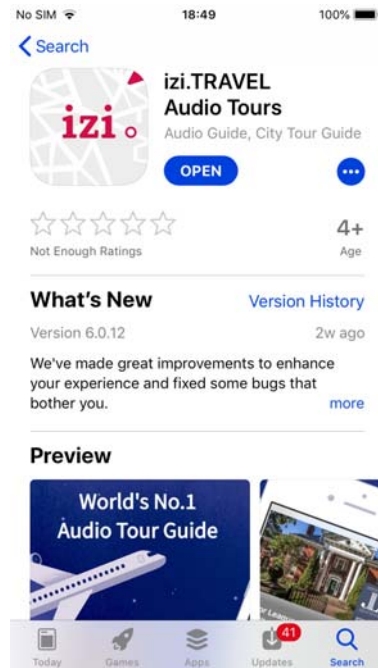 No SIM 18:49 100%
Search
izi.TRAVEL
Audio Tours
izi
Audio Guide, City Tour Guide
OPEN
Not Enough Ratings
4+
Age
What's New
Version History
Version 6.0.12
2w ago
We've made great improvements to enhance
your experience and fixed some bugs that
bother you.
more
Preview
World's No.1
Audio Tour Guide
Today
Games
Apps
41
Updates
Search